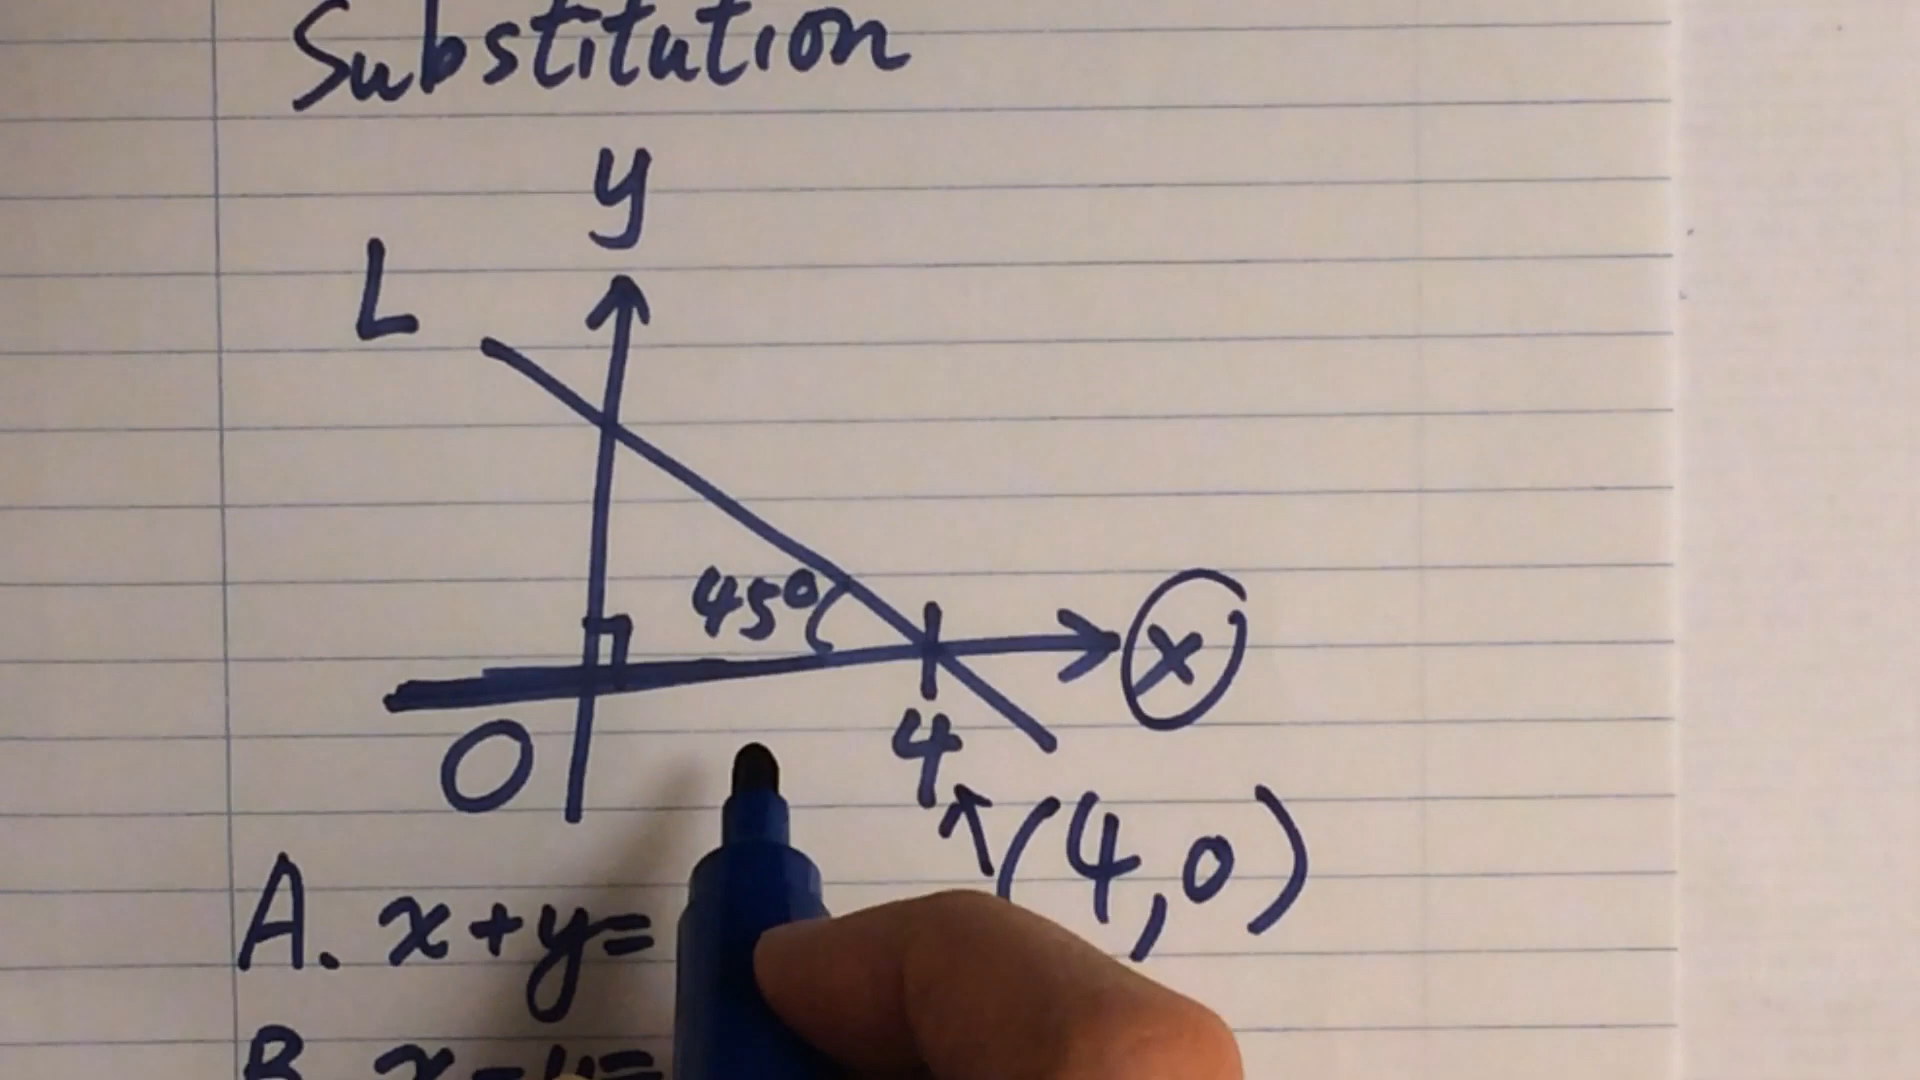 Substitution
y
L
45°
x
O
4
(4,0)
A. x+y=
B. x-y=